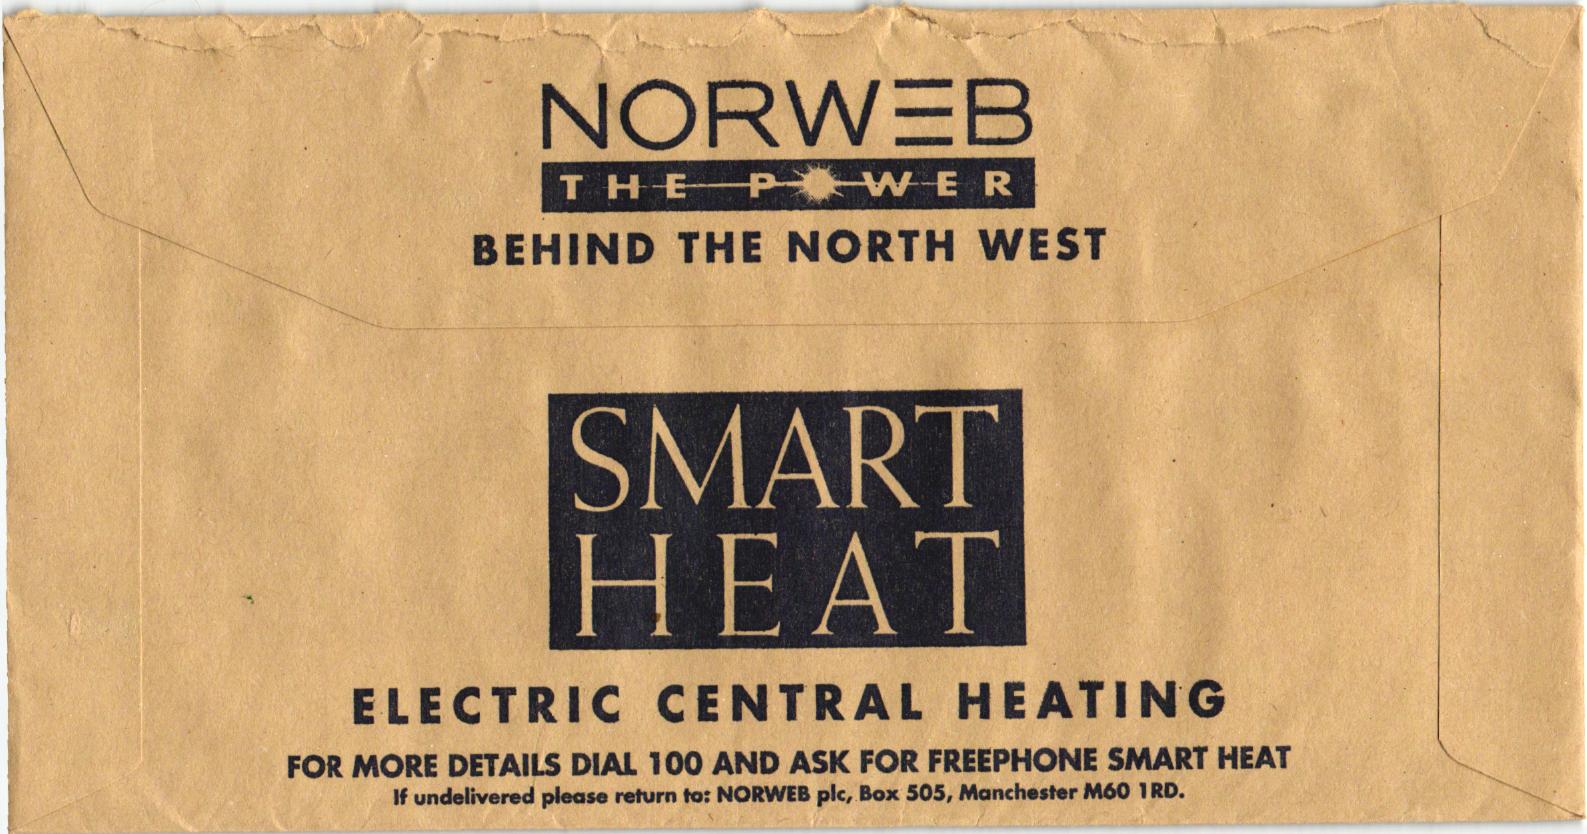 NORWEB
THE POWER
BEHIND THE NORTH WEST
SMART
HEAT
ELECTRIC CENTRAL HEATING
FOR MORE DETAILS DIAL 100 AND ASK FOR FREEPHONE SMART HEAT
If undelivered please return to: NORWEB plc, Box 505, Manchester M60 1RD.